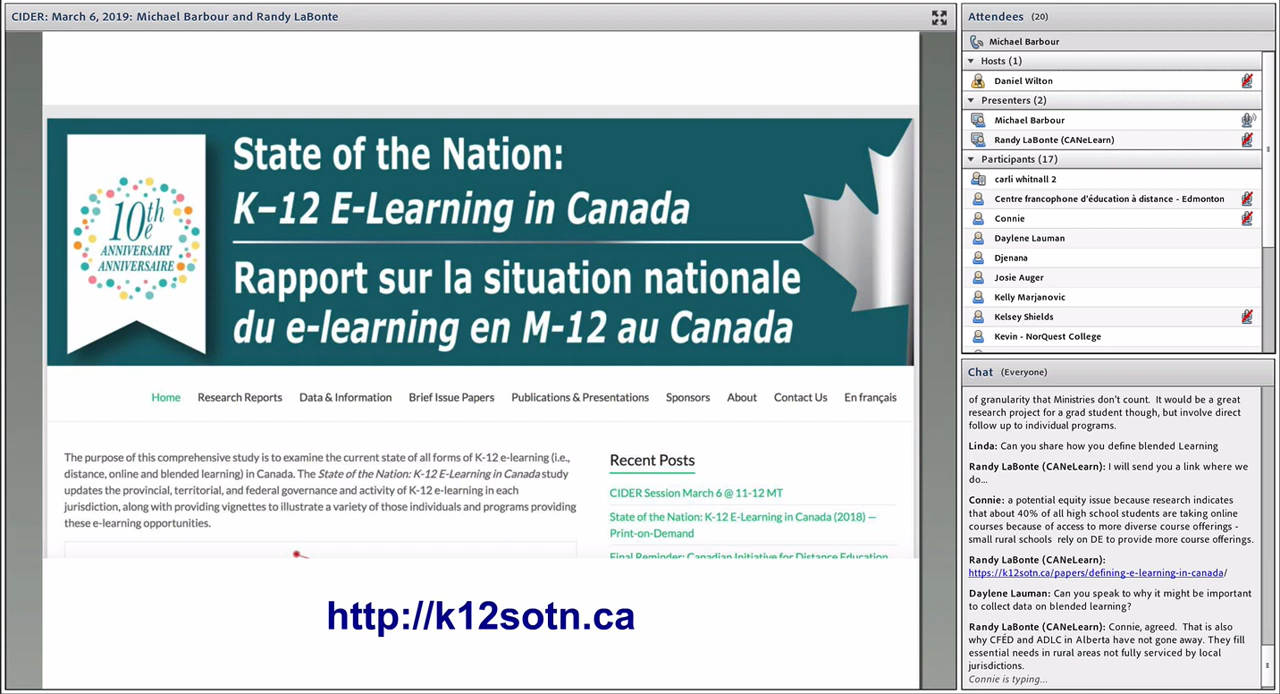 CIDER: March 6, 2019: Michael Barbour and Randy LaBonte
10th
e
ANNIVERSARY
ANNIVERSAIRE
State of the Nation:
K–12 E-Learning in Canada
Rapport sur la situation nationale
du e-learning en M-12 au Canada
Home Research Reports Data & Information Brief Issue Papers Publications & Presentations Sponsors About Contact Us En français
The purpose of this comprehensive study is to examine the current state of all forms of K-12 e-learning (i.e.,
distance, online and blended learning) in Canada. The State of the Nation: K-12 E-Learning in Canada study
updates the provincial, territorial, and federal governance and activity of K-12 e-learning in each
jurisdiction, along with providing vignettes to illustrate a variety of those individuals and programs providing
these e-learning opportunities.
Recent Posts
CIDER Session March 6 @ 11-12 MT
State of the Nation: K-12 E-Learning in Canada (2018) —
Print-on-Demand
Final Reminder: Canadian Initiative for Distance Education
http://k12sotn.ca
Attendees (20)
Michael Barbour
Hosts (1)
Daniel Wilton
Presenters (2)
Michael Barbour
Randy LaBonte (CANeLearn)
Participants (17)
carli whitnall 2
Centre francophone d'éducation à distance - Edmonton
Connie
Daylene Lauman
Djenana
Josie Auger
Kelly Marjanovic
Kelsey Shields
Kevin - NorQuest College
Chat (Everyone)
of granularity that Ministries don't count. It would be a great
research project for a grad student though, but involve direct
follow up to individual programs.
Linda: Can you share how you define blended Learning
Randy LaBonte (CANeLearn): I will send you a link where we
do...
Connie: a potential equity issue because research indicates
that about 40% of all high school students are taking online
courses because of access to more diverse course offerings -
small rural schools rely on DE to provide more course offerings.
Randy LaBonte (CANeLearn):
https://k12sotn.ca/papers/defining-e-learning-in-canada/
Daylene Lauman: Can you speak to why it might be important
to collect data on blended learning?
Randy LaBonte (CANeLearn): Connie, agreed. That is also
why CFÉD and ADLC in Alberta have not gone away. They fill
essential needs in rural areas not fully serviced by local
jurisdictions.
Connie is typing...